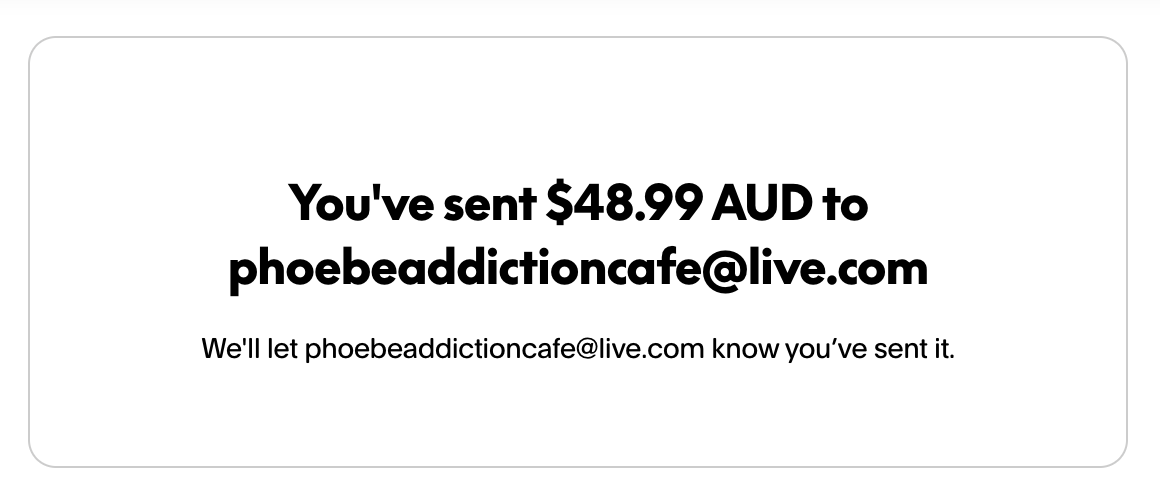 You've sent $48.99 AUD to
phoebeaddictioncafe@live.com
We'll let phoebeaddictioncafe@live.com know you’ve sent it.